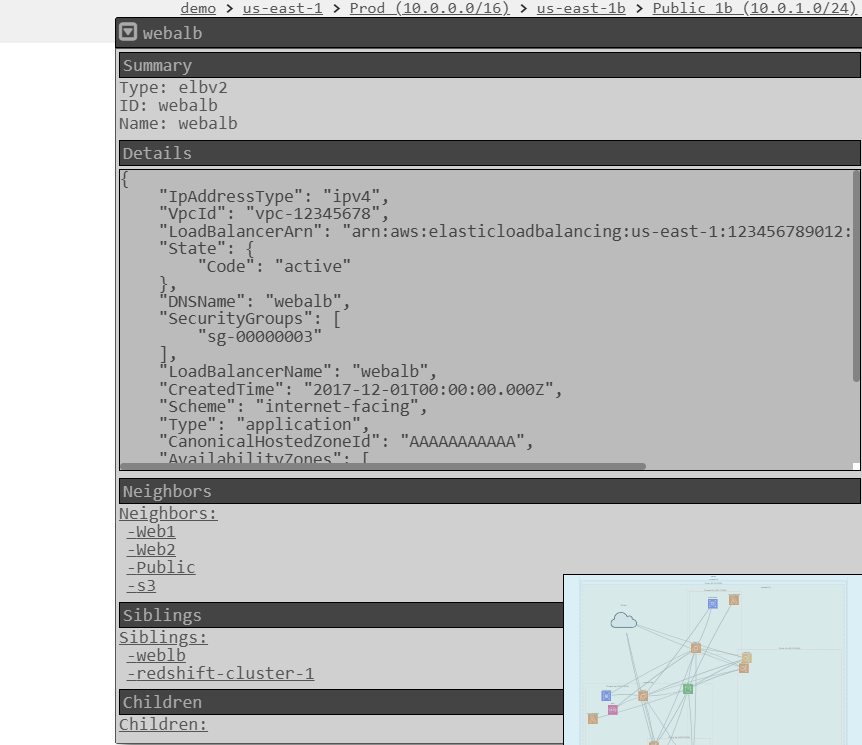 demo > us-east-1 > Prod (10.0.0.0/16) > us-east-1b > Public 1b (10.0.1.0/24)
webalb
Summary
Type: elbv2
ID: webalb
Name: webalb
Details
{
"IpAddressType": "ipv4",
"VpcId": "vpc-12345678",
"LoadBalancerArn": "arn:aws:elasticloadbalancing:us-east-1:123456789012:
"State": {
"Code": "active"
},
"DNSName": "webalb",
"SecurityGroups": [
"sg-00000003"
],
"LoadBalancerName": "webalb",
"CreatedTime": "2017-12-01T00:00:00.000Z",
"Scheme": "internet-facing",
"Type": "application",
"CanonicalHostedZoneId": "AAAAAAAAAAA",
"AvailabilityZones": [
Neighbors
Neighbors:
-Web1
-Web2
-Public
-s3
Siblings
Siblings:
-weblb
-redshift-cluster-1
Children
Children: